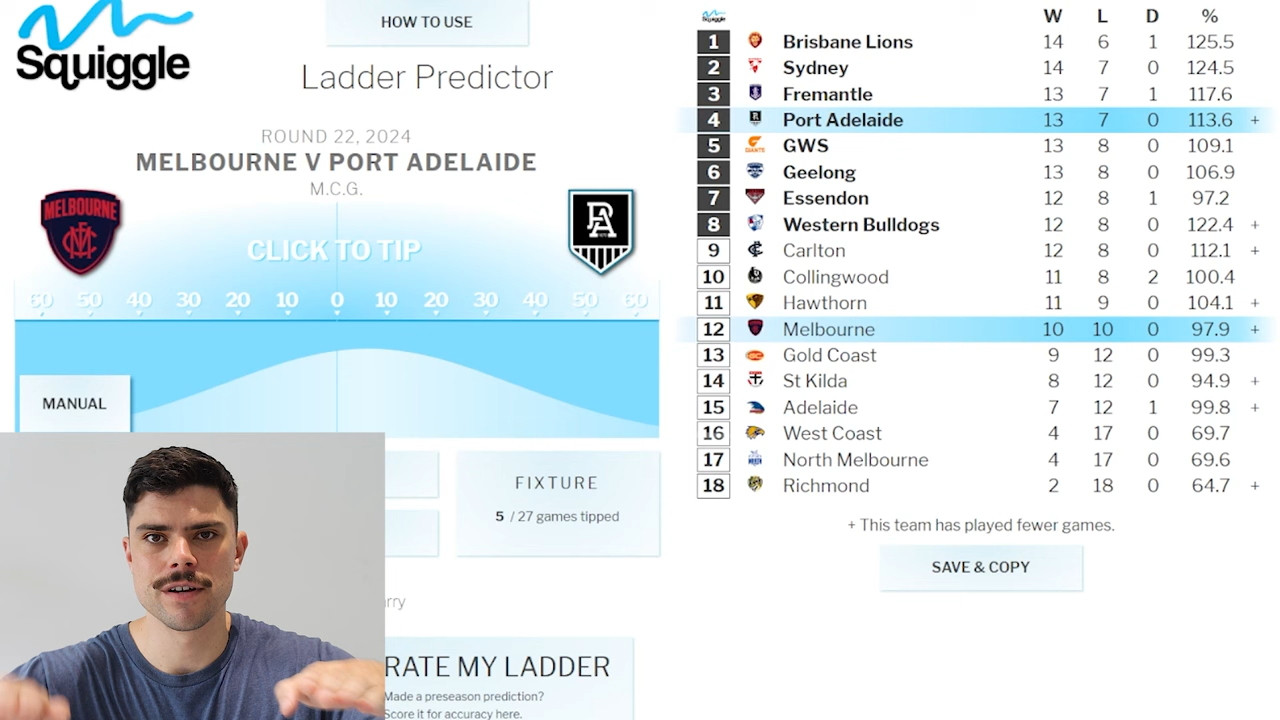 Squiggle
HOW TO USE
Ladder Predictor
ROUND 22, 2024
MELBOURNE V PORT ADELAIDE
M.C.G.
MELBOURNE
PA
CLICK TO TIP
60 50 40 30 20 10 0 10 20 30 40 50 60
MANUAL
FIXTURE
5 / 27 games tipped
rry
RATE MY LADDER
Made a preseason prediction?
Score it for accuracy here.
Squiggle W L D %
1 Brisbane Lions 14 6 1 125.5
2 Sydney 14 7 0 124.5
3 Fremantle 13 7 1 117.6
4 Port Adelaide 13 7 0 113.6 +
5 GWS 13 8 0 109.1
6 Geelong 13 8 0 106.9
7 Essendon 12 8 1 97.2
8 Western Bulldogs 12 8 0 122.4 +
9 Carlton 12 8 0 112.1 +
10 Collingwood 11 8 2 100.4
11 Hawthorn 11 9 0 104.1 +
12 Melbourne 10 10 0 97.9 +
13 Gold Coast 9 12 0 99.3
14 St Kilda 8 12 0 94.9 +
15 Adelaide 7 12 1 99.8 +
16 West Coast 4 17 0 69.7
17 North Melbourne 4 17 0 69.6
18 Richmond 2 18 0 64.7 +
+ This team has played fewer games.
SAVE & COPY